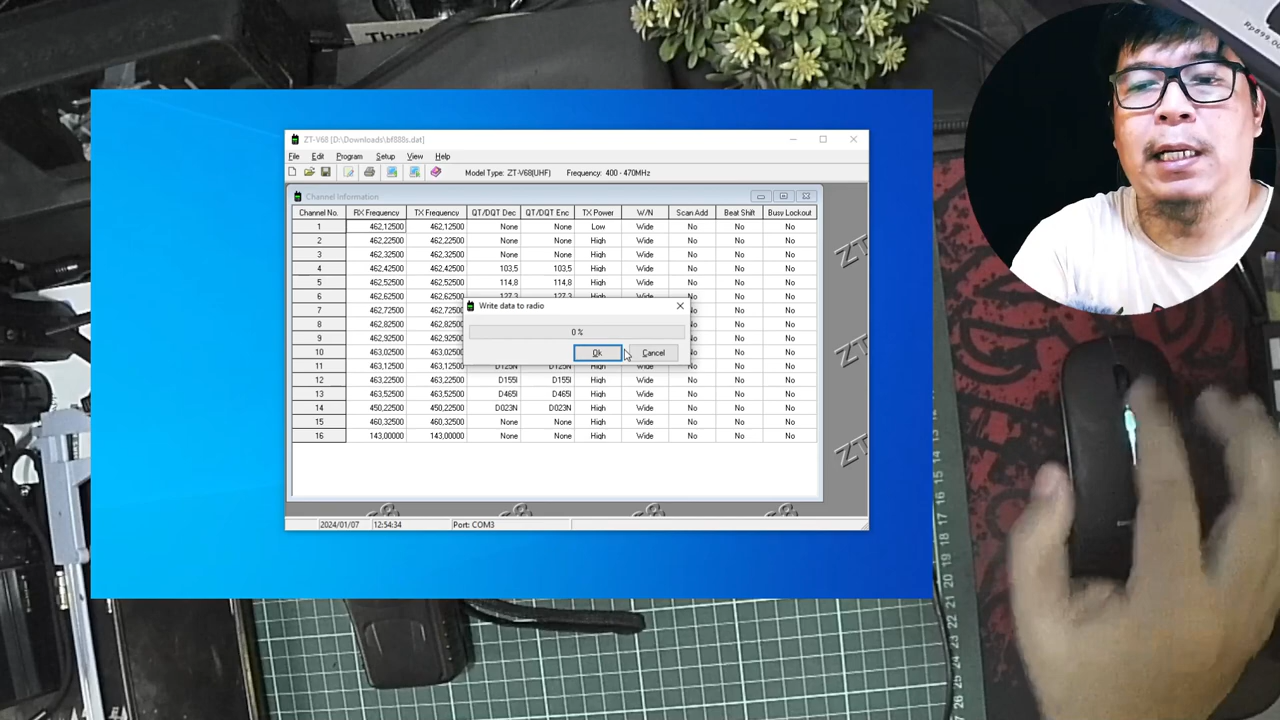 Thank
Rp899.00
ZT-V68 [D:\Downloads\bf888s.dat]
File Edit Program Setup View Help
Model Type: ZT-V68(UHF) Frequency: 400 - 470MHz
Channel Information
Channel No. RX Frequency TX Frequency QT/DQT Dec QT/DQT Enc TX Power W/N Scan Add Beat Shift Busy Lockout
1 462,12500 462,12500 None None Low Wide No No No
2 462,22500 462,22500 None None High Wide No No No
3 462,32500 462,32500 None None High Wide No No No
4 462,42500 462,42500 103,5 103,5 High Wide No No No
5 462,52500 462,52500 114,8 114,8 High Wide No No No
6 462,62500 462,62500 127,3 127,3 High Wide No No No
Write data to radio
7 462,72500
8 462,82500
0 %
9 462,92500
10 463,02500
Ok Cancel
11 463,12500 463,12500 D125N D125N High Wide No No No
12 463,22500 463,22500 D155I D155I High Wide No No No
13 463,52500 463,52500 D465I D465I High Wide No No No
14 450,22500 450,22500 D023N D023N High Wide No No No
15 460,32500 460,32500 None None High Wide No No No
16 143,00000 143,00000 None None High Wide No No No
2024/01/07 12:54:34 Port: COM3